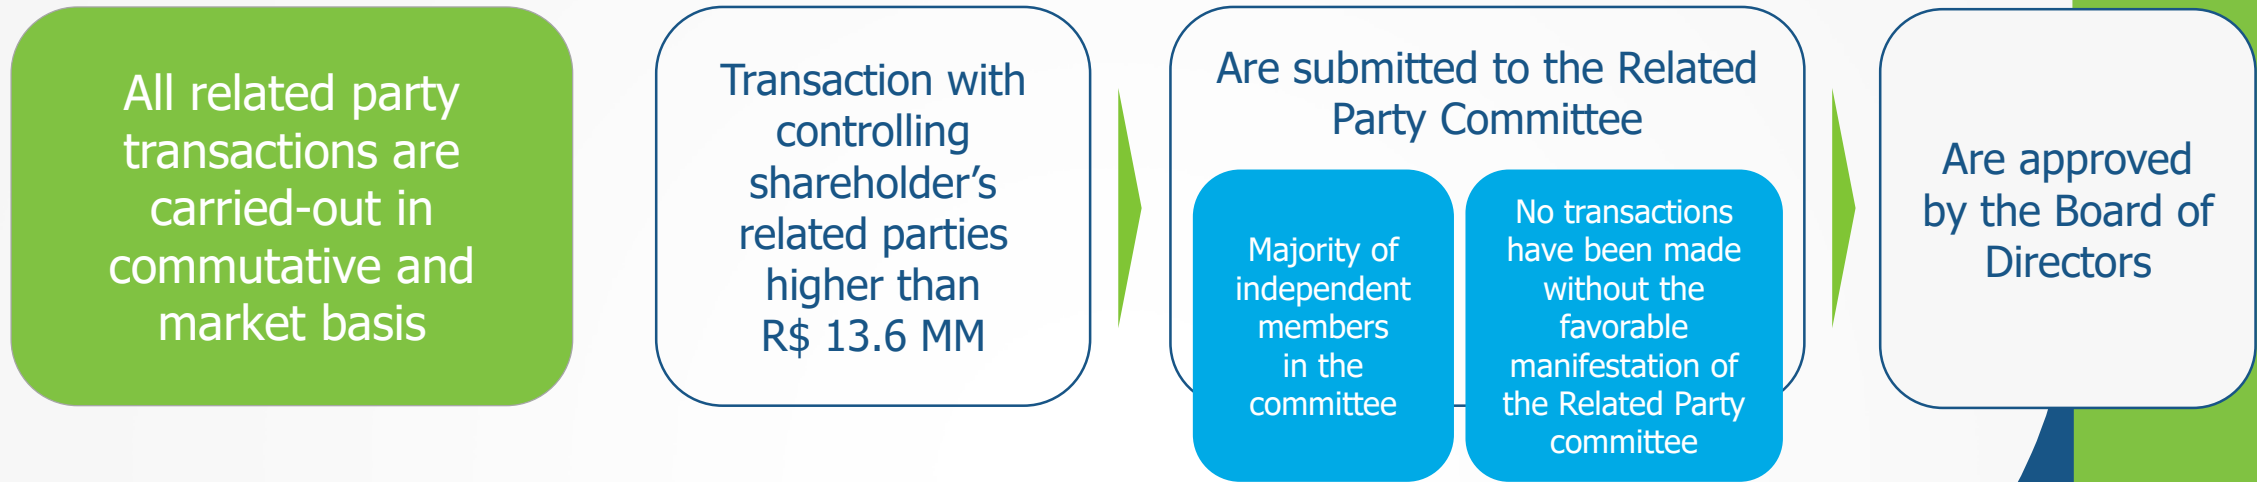 All related party
transactions are
carried-out in
commutative and
market basis
Transaction with
controlling
shareholder’s
related parties
higher than
R$ 13.6 MM
Are submitted to the Related
Party Committee
Majority of
independent
members
in the
committee
No transactions
have been made
without the
favorable
manifestation of
the Related Party
committee
Are approved
by the Board of
Directors